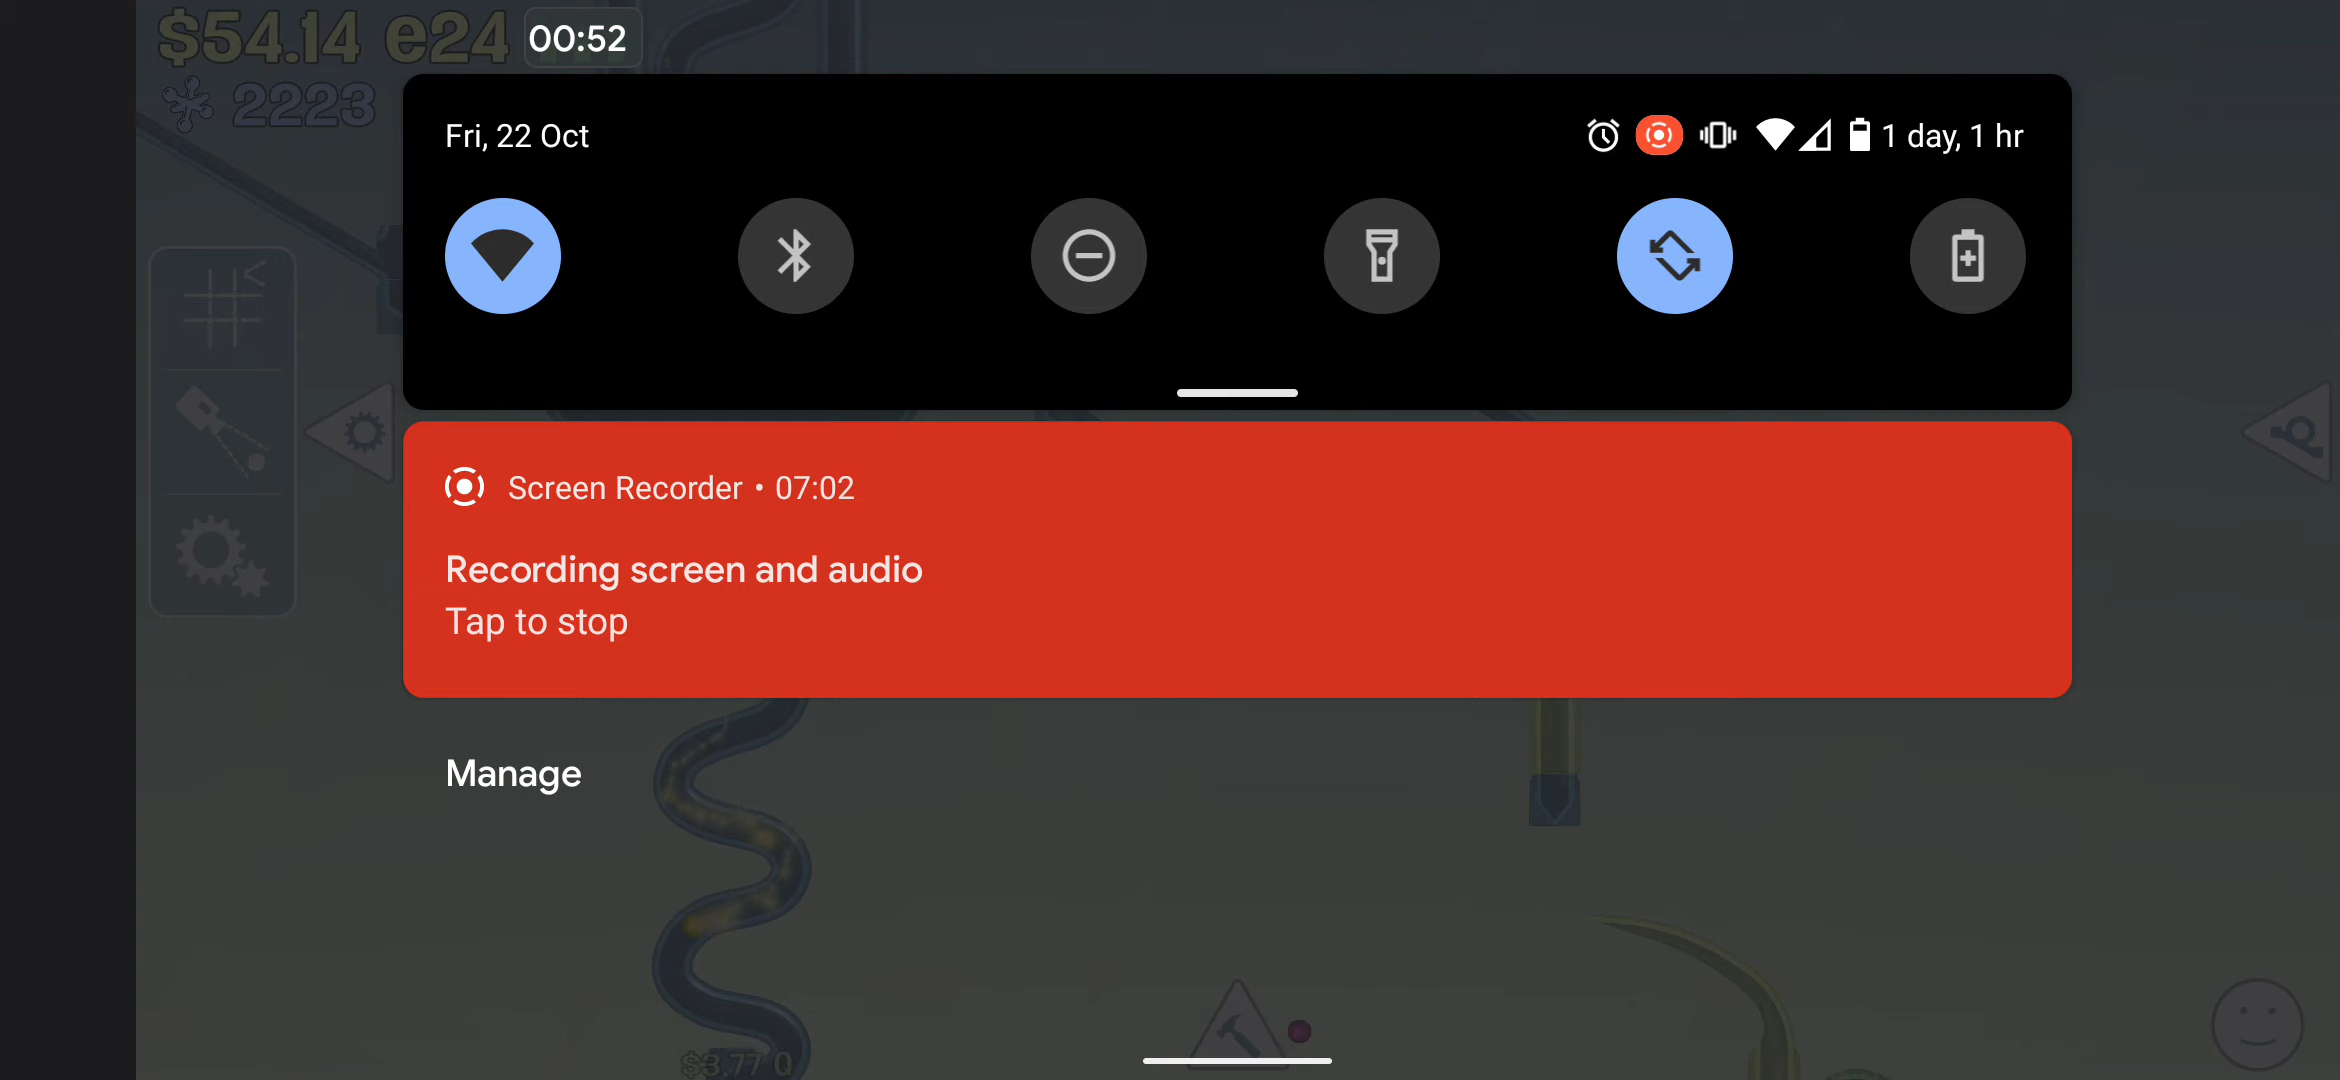 $54.14 e24
00:52
2223
Fri, 22 Oct
1 day, 1 hr
Screen Recorder • 07:02
Recording screen and audio
Tap to stop
Manage
$3.77 Q